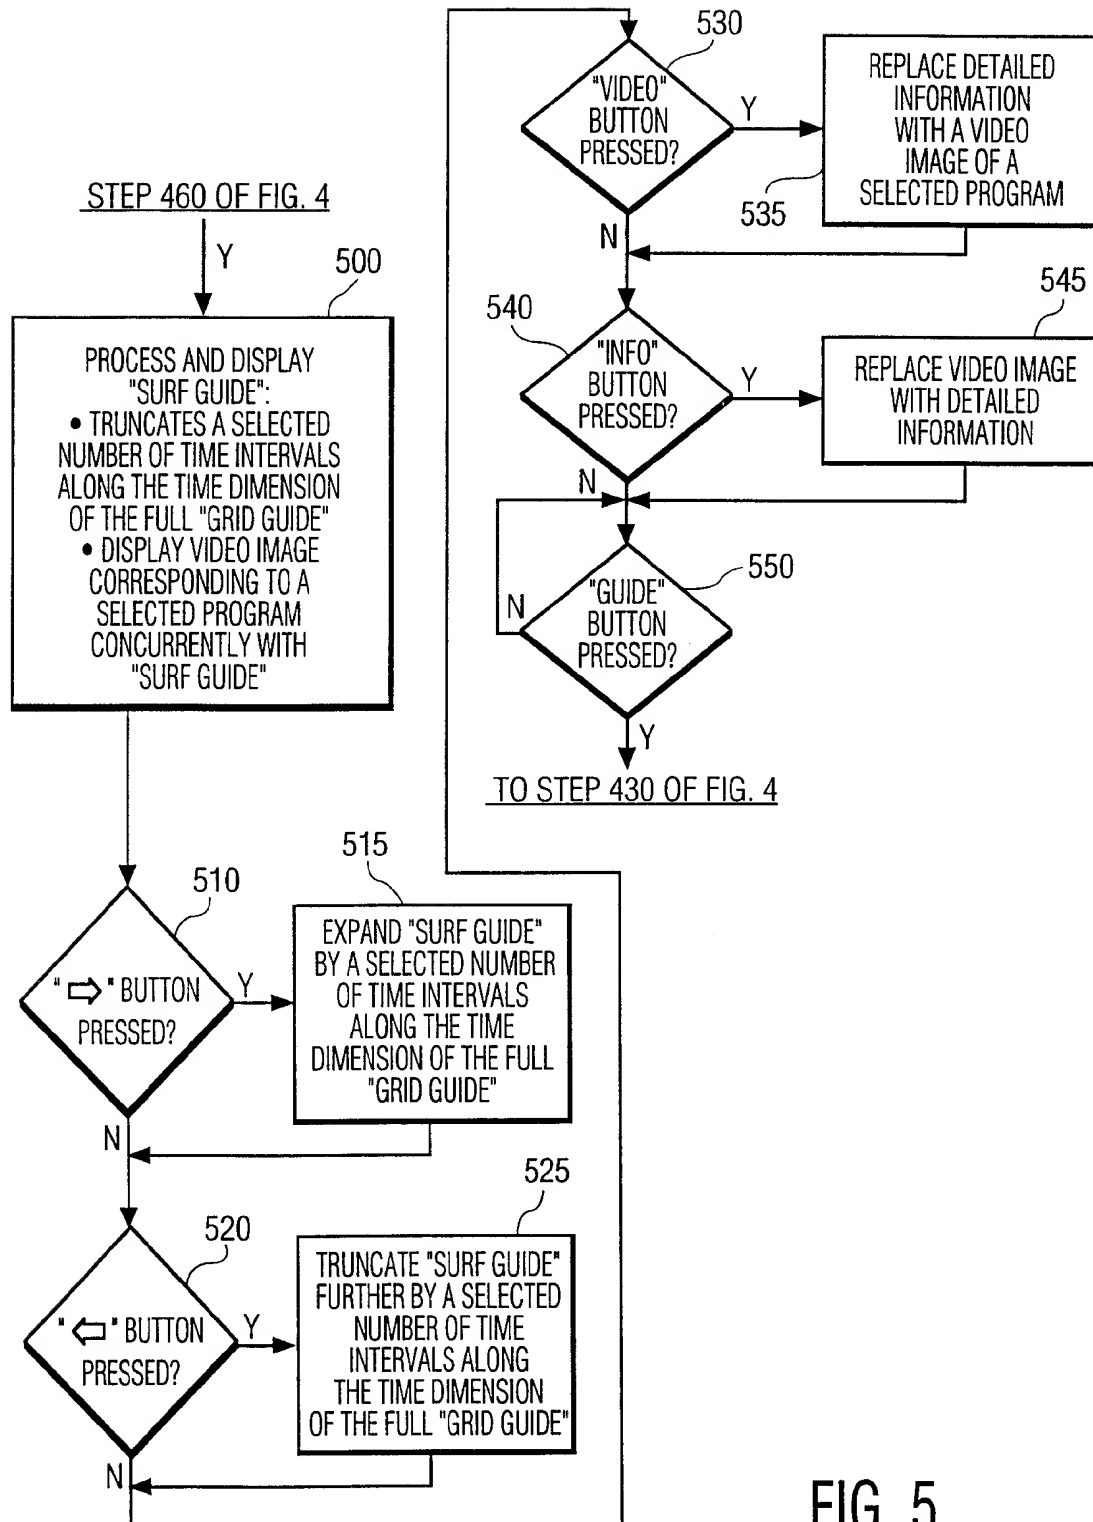 STEP 460 OF FIG. 4
Y
500
PROCESS AND DISPLAY
"SURF GUIDE":
• TRUNCATES A SELECTED
NUMBER OF TIME INTERVALS
ALONG THE TIME DIMENSION
OF THE FULL "GRID GUIDE"
• DISPLAY VIDEO IMAGE
CORRESPONDING TO A
SELECTED PROGRAM
CONCURRENTLY WITH
"SURF GUIDE"
510
" ⇨ " BUTTON
PRESSED?
Y
515
EXPAND "SURF GUIDE"
BY A SELECTED NUMBER
OF TIME INTERVALS
ALONG THE TIME
DIMENSION OF THE FULL
"GRID GUIDE"
N
520
" ⇦ " BUTTON
PRESSED?
Y
525
TRUNCATE "SURF GUIDE"
FURTHER BY A SELECTED
NUMBER OF TIME
INTERVALS ALONG
THE TIME DIMENSION
OF THE FULL "GRID GUIDE"
N
530
"VIDEO"
BUTTON
PRESSED?
Y
535
REPLACE DETAILED
INFORMATION
WITH A VIDEO
IMAGE OF A
SELECTED PROGRAM
N
540
"INFO"
BUTTON
PRESSED?
Y
545
REPLACE VIDEO IMAGE
WITH DETAILED
INFORMATION
N
550
"GUIDE"
BUTTON
PRESSED?
N
Y
TO STEP 430 OF FIG. 4
FIG. 5